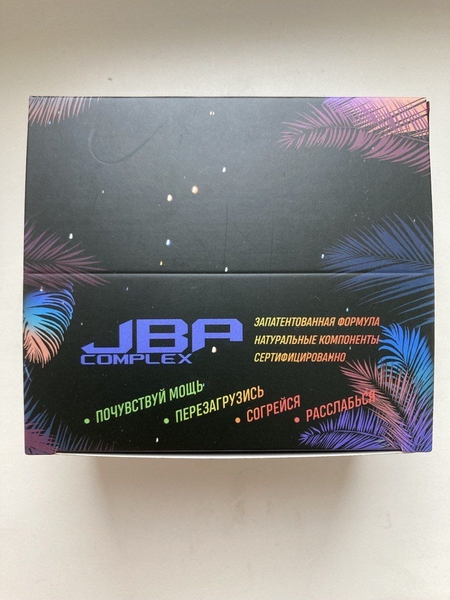 JBA
COMPLEX
ЗАПАТЕНТОВАННАЯ ФОРМУЛА
НАТУРАЛЬНЫЕ КОМПОНЕНТЫ
СЕРТИФИЦИРОВАННО
• ПОЧУВСТВУЙ МОЩЬ
• ПЕРЕЗАГРУЗИСЬ
• СОГРЕЙСЯ
• РАССЛАБЬСЯ